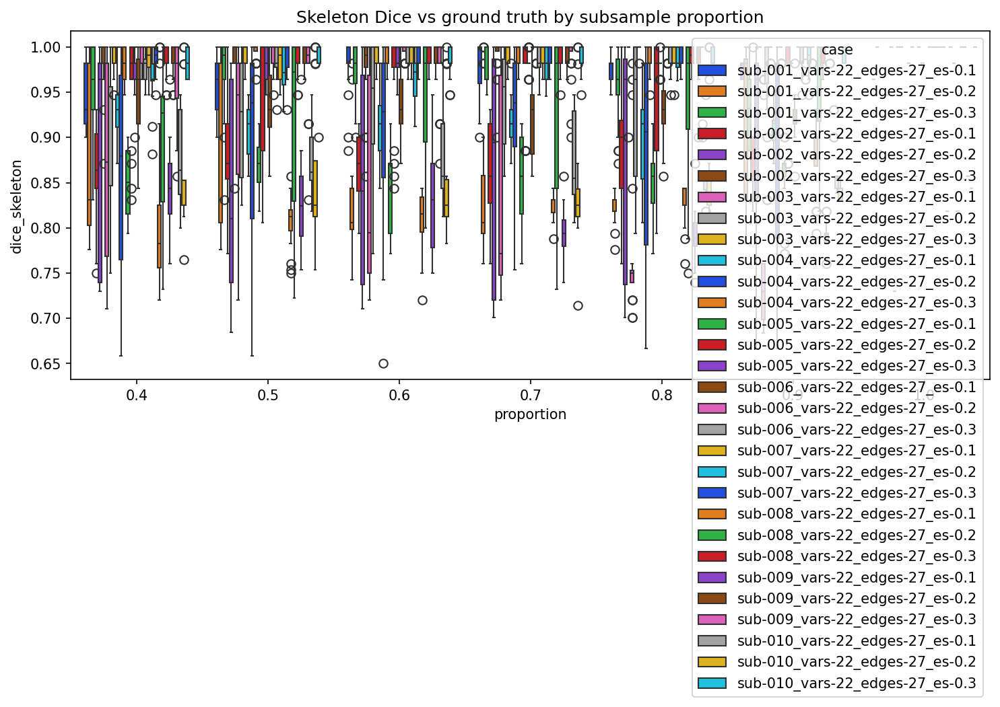 Skeleton Dice vs ground truth by subsample proportion
dice_skeleton
1.00
0.95
0.90
0.85
0.80
0.75
0.70
0.65
0.4
0.5
0.6
0.7
0.8
0.9
1.0
proportion
case
sub-001_vars-22_edges-27_es-0.1
sub-001_vars-22_edges-27_es-0.2
sub-001_vars-22_edges-27_es-0.3
sub-002_vars-22_edges-27_es-0.1
sub-002_vars-22_edges-27_es-0.2
sub-002_vars-22_edges-27_es-0.3
sub-003_vars-22_edges-27_es-0.1
sub-003_vars-22_edges-27_es-0.2
sub-003_vars-22_edges-27_es-0.3
sub-004_vars-22_edges-27_es-0.1
sub-004_vars-22_edges-27_es-0.2
sub-004_vars-22_edges-27_es-0.3
sub-005_vars-22_edges-27_es-0.1
sub-005_vars-22_edges-27_es-0.2
sub-005_vars-22_edges-27_es-0.3
sub-006_vars-22_edges-27_es-0.1
sub-006_vars-22_edges-27_es-0.2
sub-006_vars-22_edges-27_es-0.3
sub-007_vars-22_edges-27_es-0.1
sub-007_vars-22_edges-27_es-0.2
sub-007_vars-22_edges-27_es-0.3
sub-008_vars-22_edges-27_es-0.1
sub-008_vars-22_edges-27_es-0.2
sub-008_vars-22_edges-27_es-0.3
sub-009_vars-22_edges-27_es-0.1
sub-009_vars-22_edges-27_es-0.2
sub-009_vars-22_edges-27_es-0.3
sub-010_vars-22_edges-27_es-0.1
sub-010_vars-22_edges-27_es-0.2
sub-010_vars-22_edges-27_es-0.3